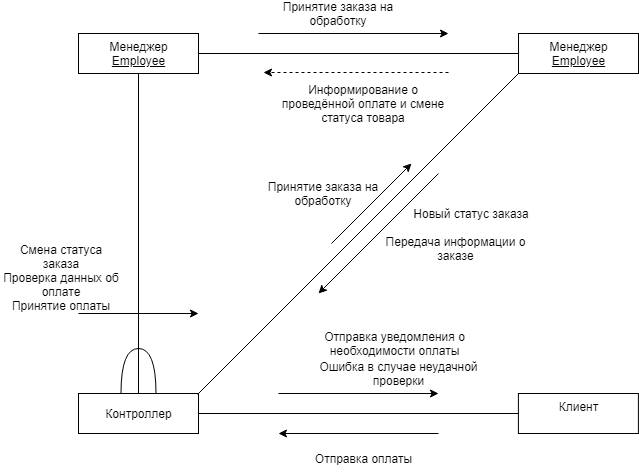 Принятие заказа на
обработку
Менеджер
Employee
Менеджер
Employee
Информирование о
проведённой оплате и смене
статуса товара
Принятие заказа на
обработку
Новый статус заказа
Передача информации о
заказе
Смена статуса
заказа
Проверка данных об
оплате
Принятие оплаты
Отправка уведомления о
необходимости оплаты
Ошибка в случае неудачной
проверки
Контроллер
Клиент
Отправка оплаты